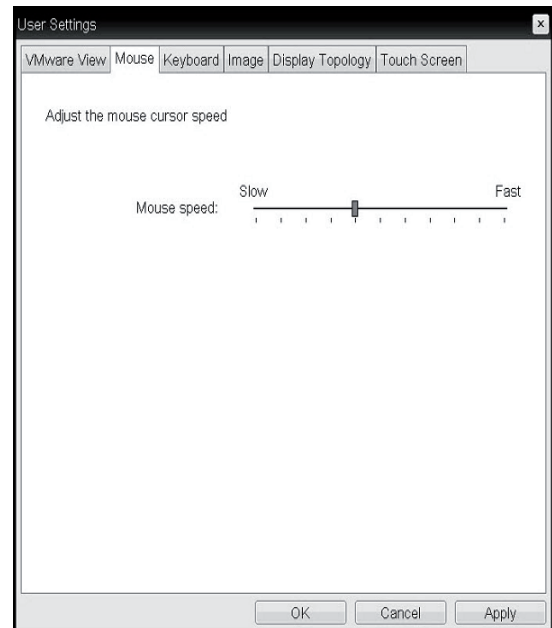 User Settings
VMware View Mouse Keyboard Image Display Topology Touch Screen
Adjust the mouse cursor speed
Slow Fast
Mouse speed:
OK Cancel Apply